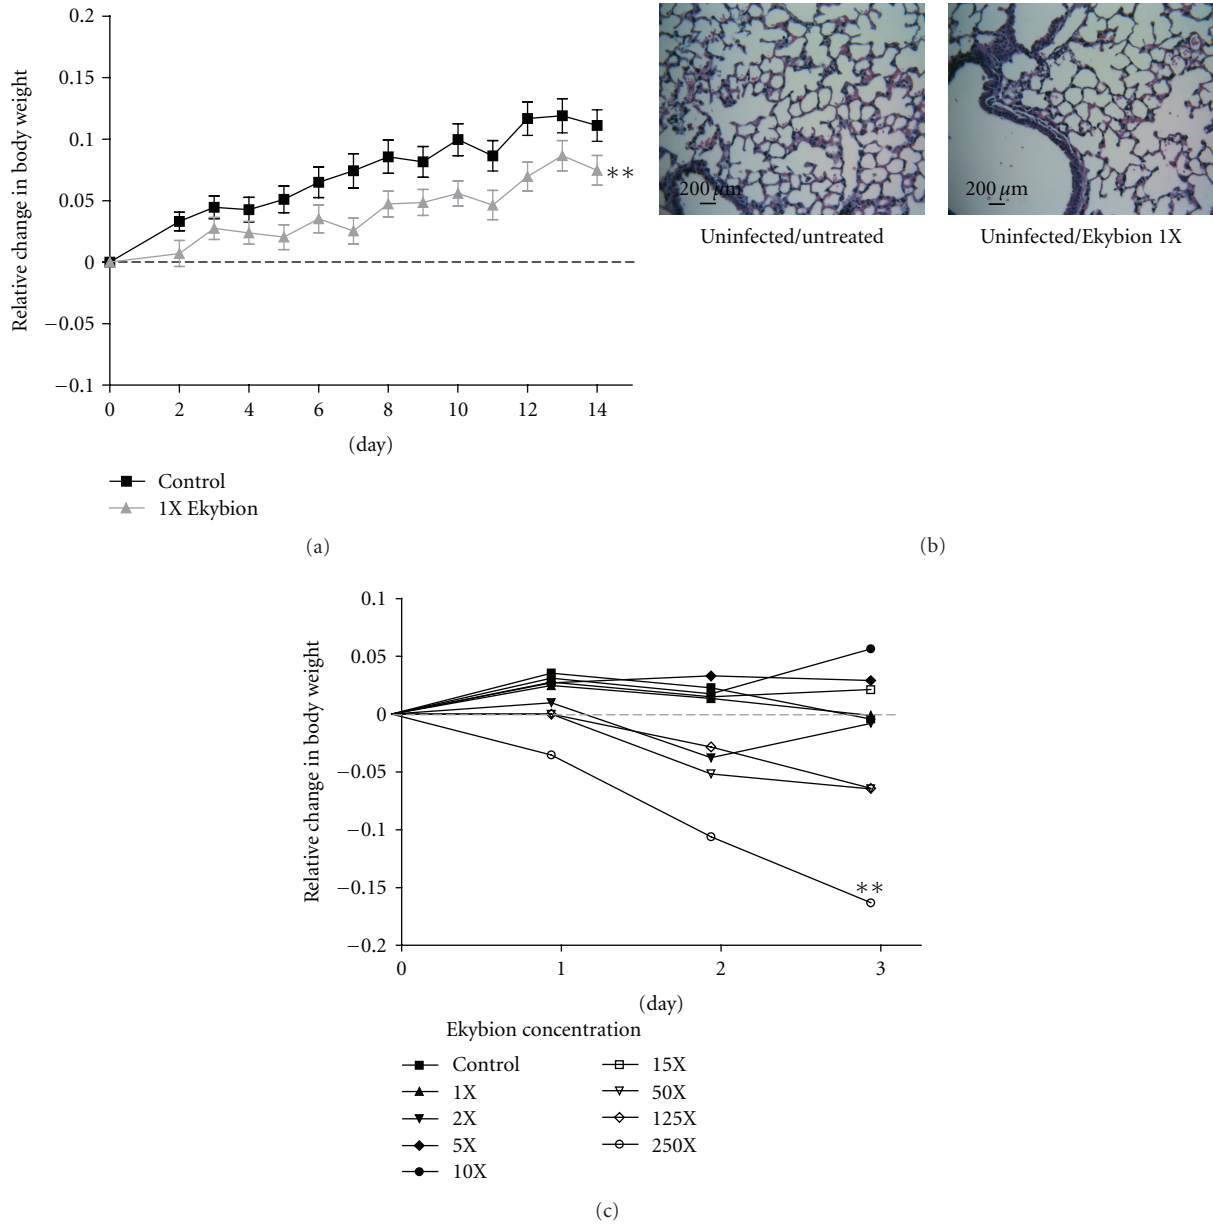 0.2
0.15
0.1
0.05
0
−0.05
−0.1
Relative change in body weight
0 2 4 6 8 10 12 14
(day)
∗∗
Control
1X Ekybion
(a)
200 μm
Uninfected/untreated
200 μm
Uninfected/Ekybion 1X
(b)
0.1
0.05
0
−0.05
−0.1
−0.15
−0.2
Relative change in body weight
∗∗
0 1 2 3
(day)
Ekybion concentration
Control
1X
2X
5X
10X
15X
50X
125X
250X
(c)